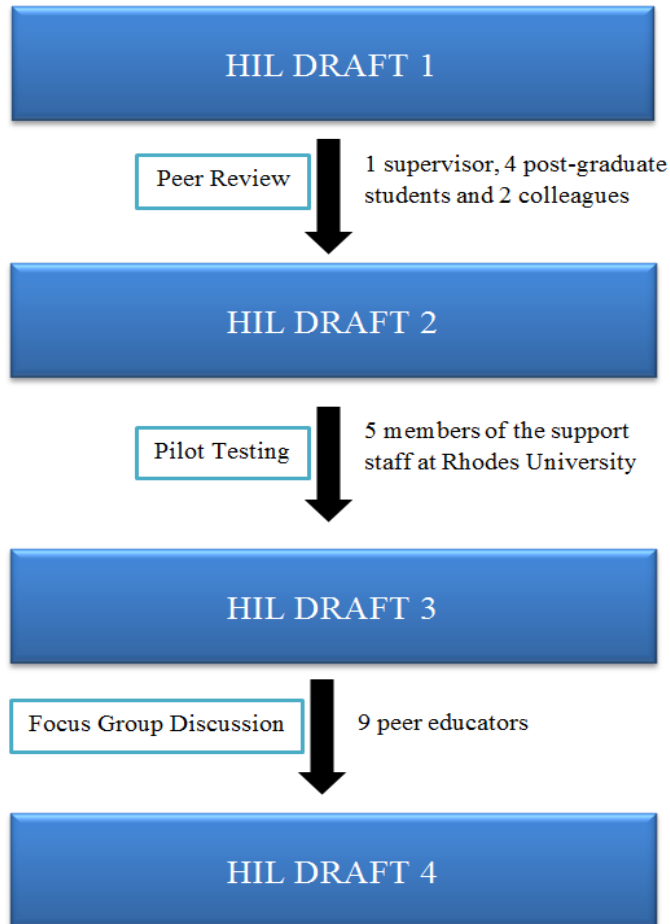 HIL DRAFT 1
Peer Review
1 supervisor, 4 post-graduate
students and 2 colleagues
HIL DRAFT 2
Pilot Testing
5 members of the support
staff at Rhodes University
HIL DRAFT 3
Focus Group Discussion
9 peer educators
HIL DRAFT 4